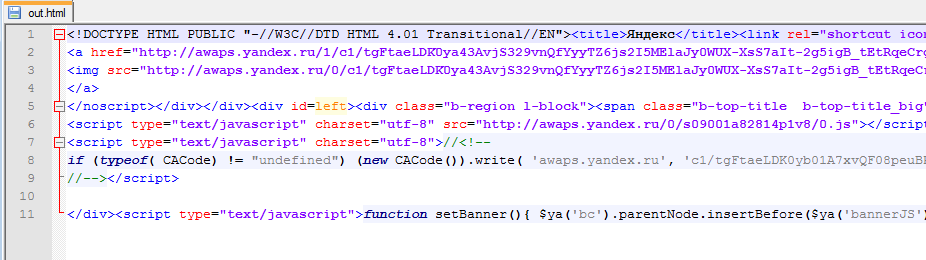 out.html
1 <!DOCTYPE HTML PUBLIC "-//W3C//DTD HTML 4.01 Transitional//EN"><title>Яндекс</title><link rel="shortcut icon
2 <a href="http://awaps.yandex.ru/1/c1/tgFtaeLDK0ya43AvjS329vnQfYyyTZ6js2I5MElaJy0WUX-XsS7aIt-2g5igB_tEtRqeCrg
3 <img src="http://awaps.yandex.ru/0/c1/tgFtaeLDK0ya43AvjS329vnQfYyyTZ6js2I5MElaJy0WUX-XsS7aIt-2g5igB_tEtRqeCr
4 </a>
5 </noscript></div></div><div id=left><div class="b-region l-block"><span class="b-top-title  b-top-title_big"
6 <script type="text/javascript" charset="utf-8" src="http://awaps.yandex.ru/0/s09001a82814p1v8/0.js"></script
7 <script type="text/javascript" charset="utf-8">//<!--
8 if (typeof( CACode) != "undefined") (new CACode()).write( 'awaps.yandex.ru', 'c1/tgFtaeLDK0yb01A7xvQF08peuB
9 //--></script>
10
11 </div><script type="text/javascript">function setBanner(){ $ya('bc').parentNode.insertBefore($ya('bannerJS')